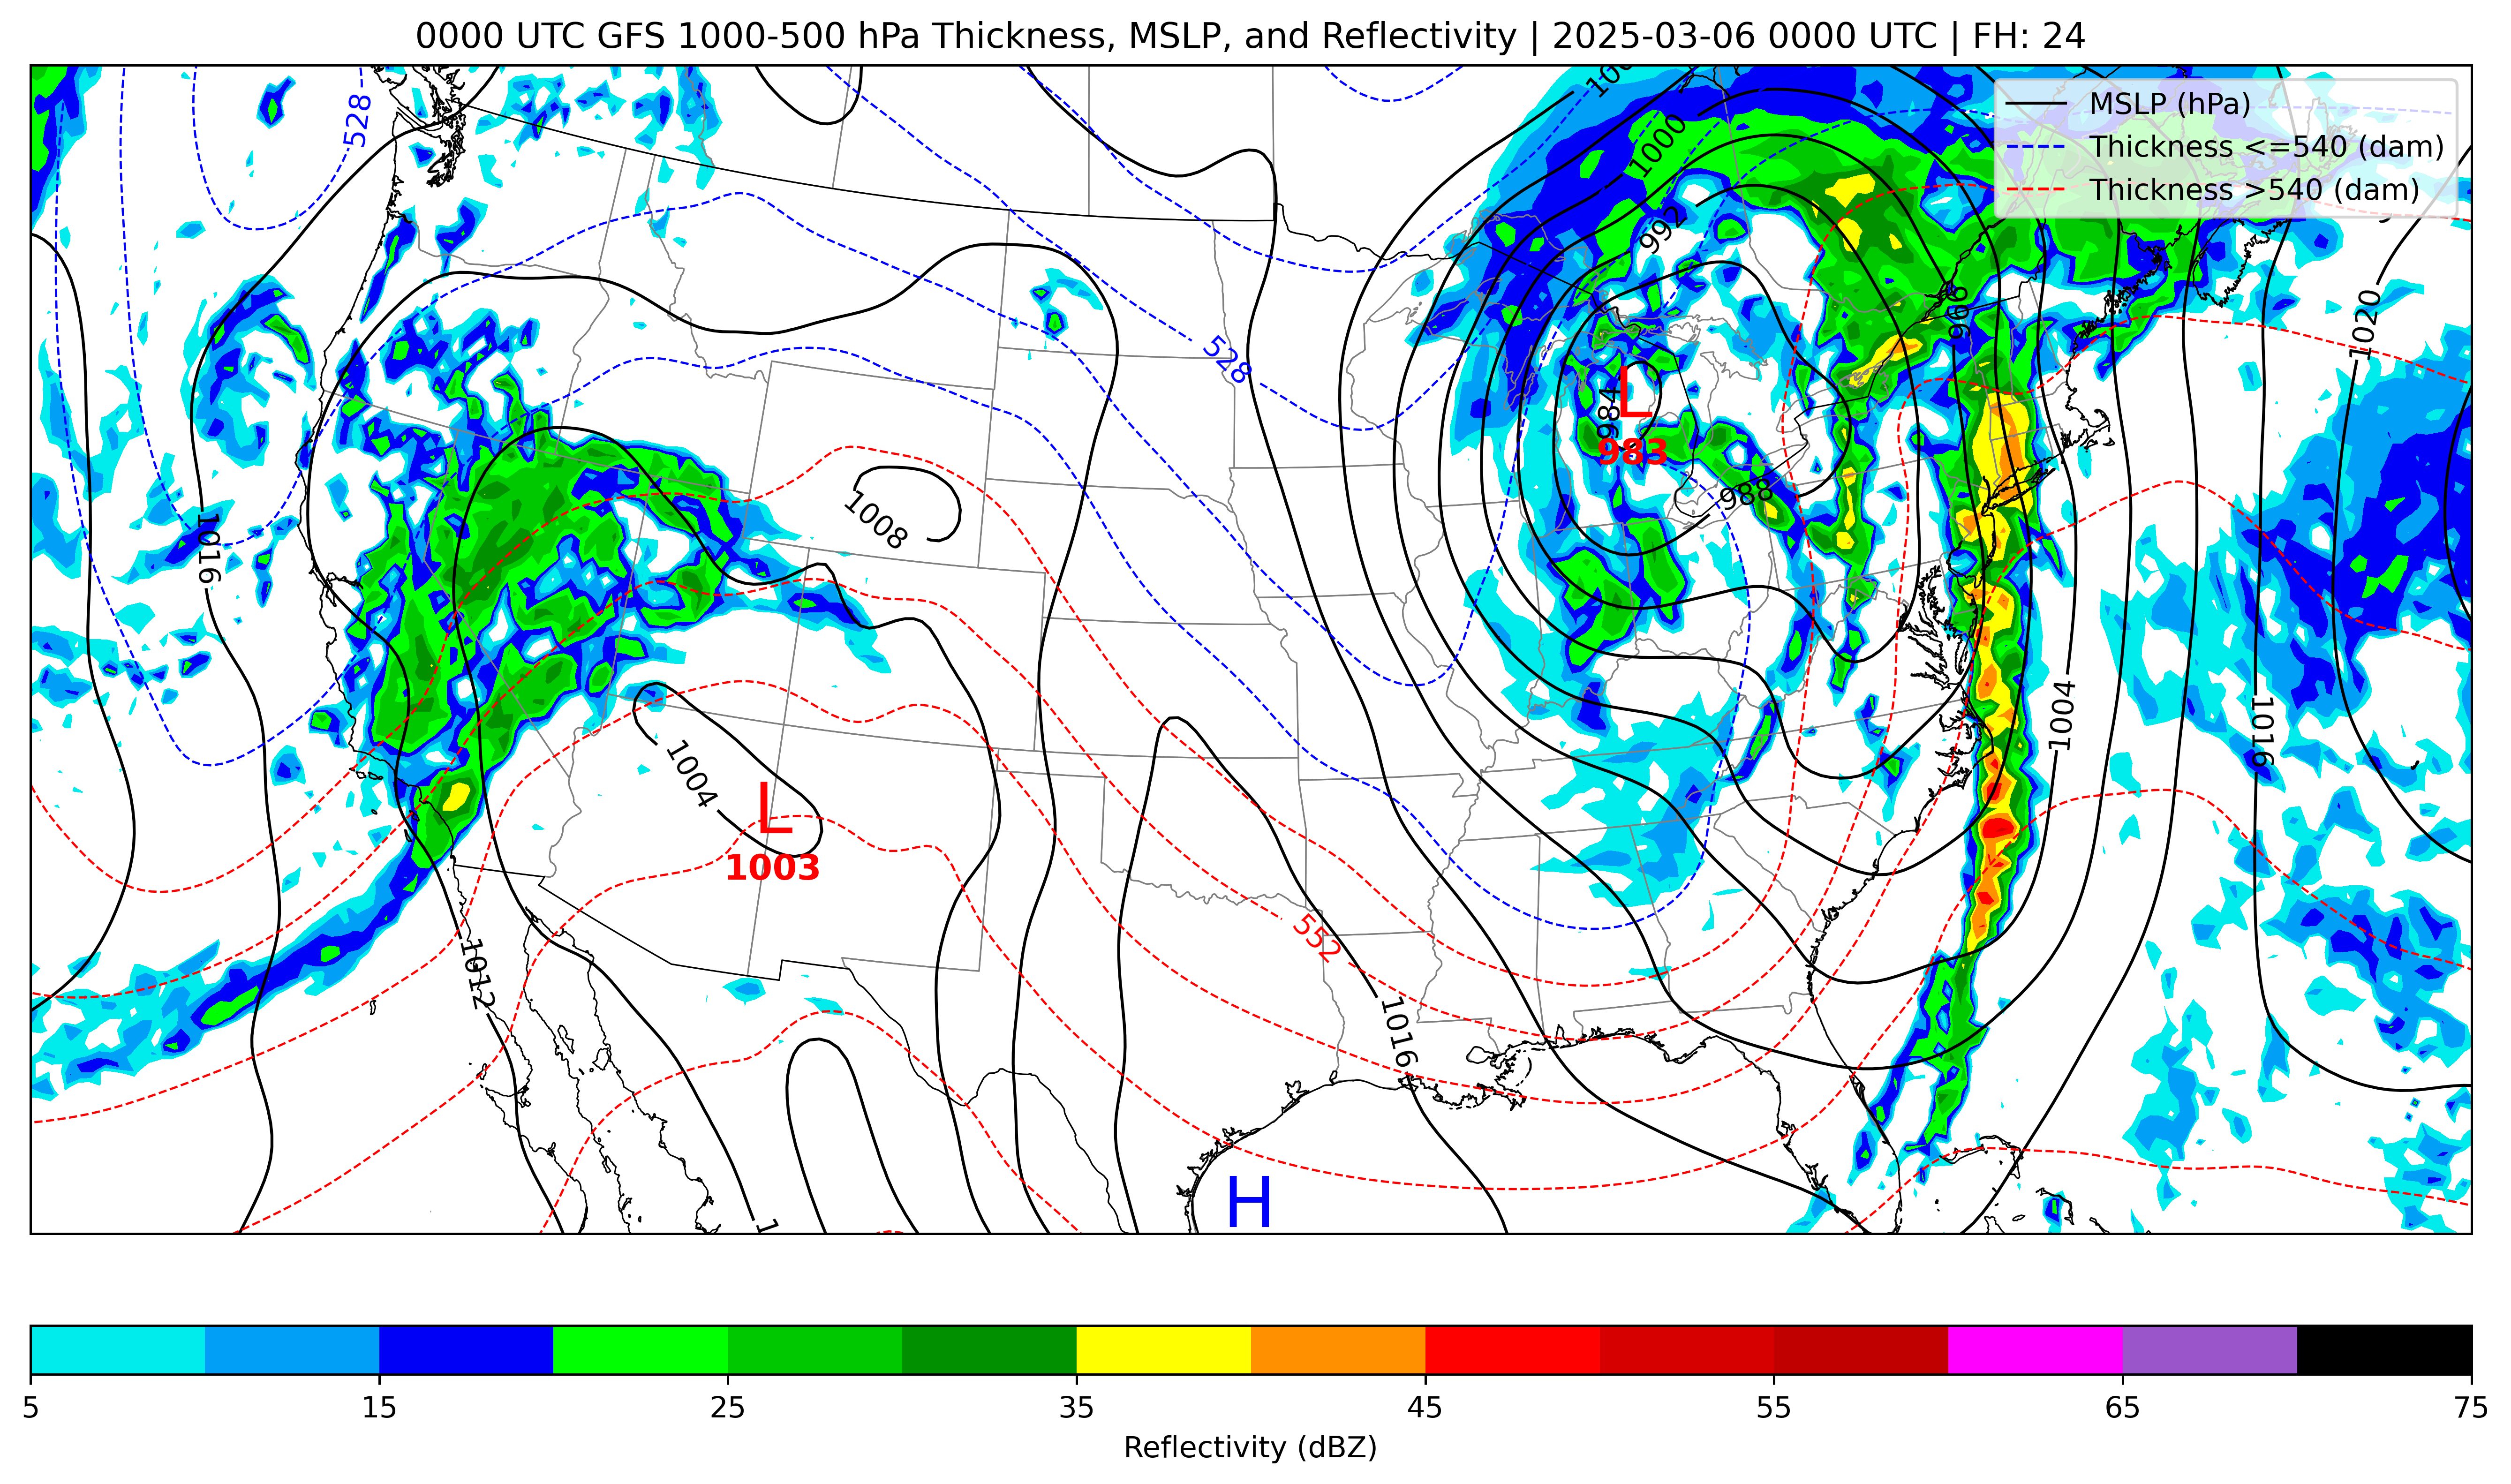 0000 UTC GFS 1000-500 hPa Thickness, MSLP, and Reflectivity | 2025-03-06 0000 UTC | FH: 24
MSLP (hPa)
Thickness <=540 (dam)
Thickness >540 (dam)
528
1000
992
996
1020
528
984
L
983
988
1008
1016
1004
1016
1004
L
1003
552
1012
1016
H
5 15 25 35 45 55 65 75
Reflectivity (dBZ)